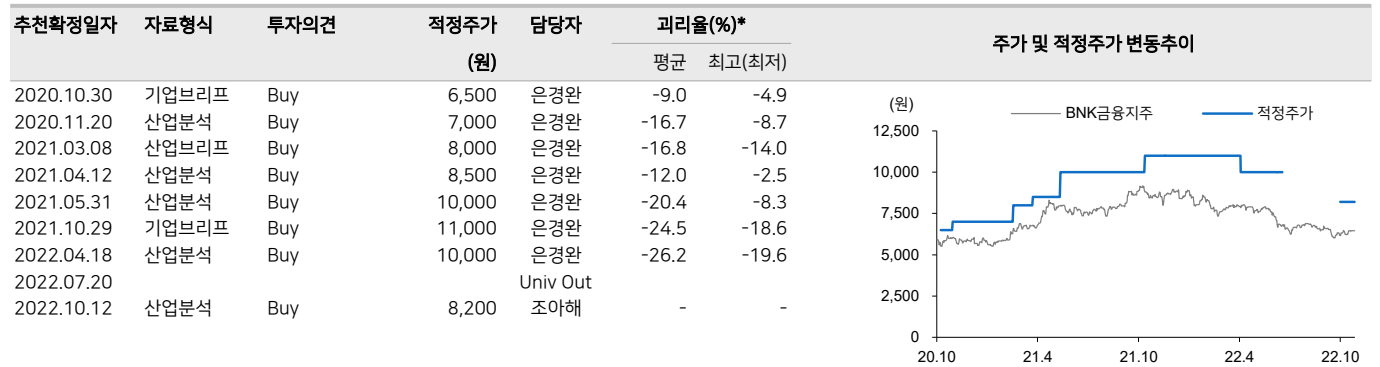 추천확정일자 자료형식 투자의견 적정주가 담당자 괴리율(%)* 주가 및 적정주가 변동추이
(원) 평균 최고(최저)
2020.10.30 기업브리프 Buy 6,500 은경완 -9.0 -4.9
2020.11.20 산업분석 Buy 7,000 은경완 -16.7 -8.7
2021.03.08 산업브리프 Buy 8,000 은경완 -16.8 -14.0
2021.04.12 산업분석 Buy 8,500 은경완 -12.0 -2.5
2021.05.31 산업분석 Buy 10,000 은경완 -20.4 -8.3
2021.10.29 기업브리프 Buy 11,000 은경완 -24.5 -18.6
2022.04.18 산업분석 Buy 10,000 은경완 -26.2 -19.6
2022.07.20 Univ Out
2022.10.12 산업분석 Buy 8,200 조아해 - -
(원) BNK금융지주 적정주가
12,500
10,000
7,500
5,000
2,500
0
20.10 21.4 21.10 22.4 22.10